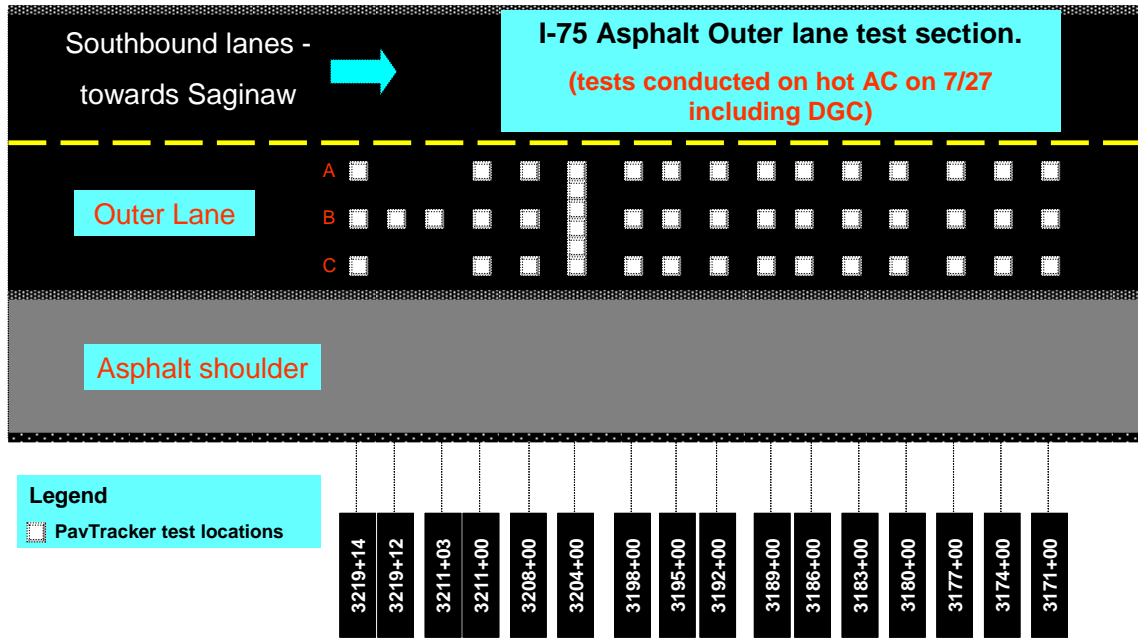 Southbound lanes -
towards Saginaw
I-75 Asphalt Outer lane test section.
(tests conducted on hot AC on 7/27
including DGC)
A
Outer Lane
B
C
Asphalt shoulder
Legend
PavTracker test locations
3219+14
3219+12
3211+03
3211+00
3208+00
3204+00
3198+00
3195+00
3192+00
3189+00
3186+00
3183+00
3180+00
3177+00
3174+00
3171+00